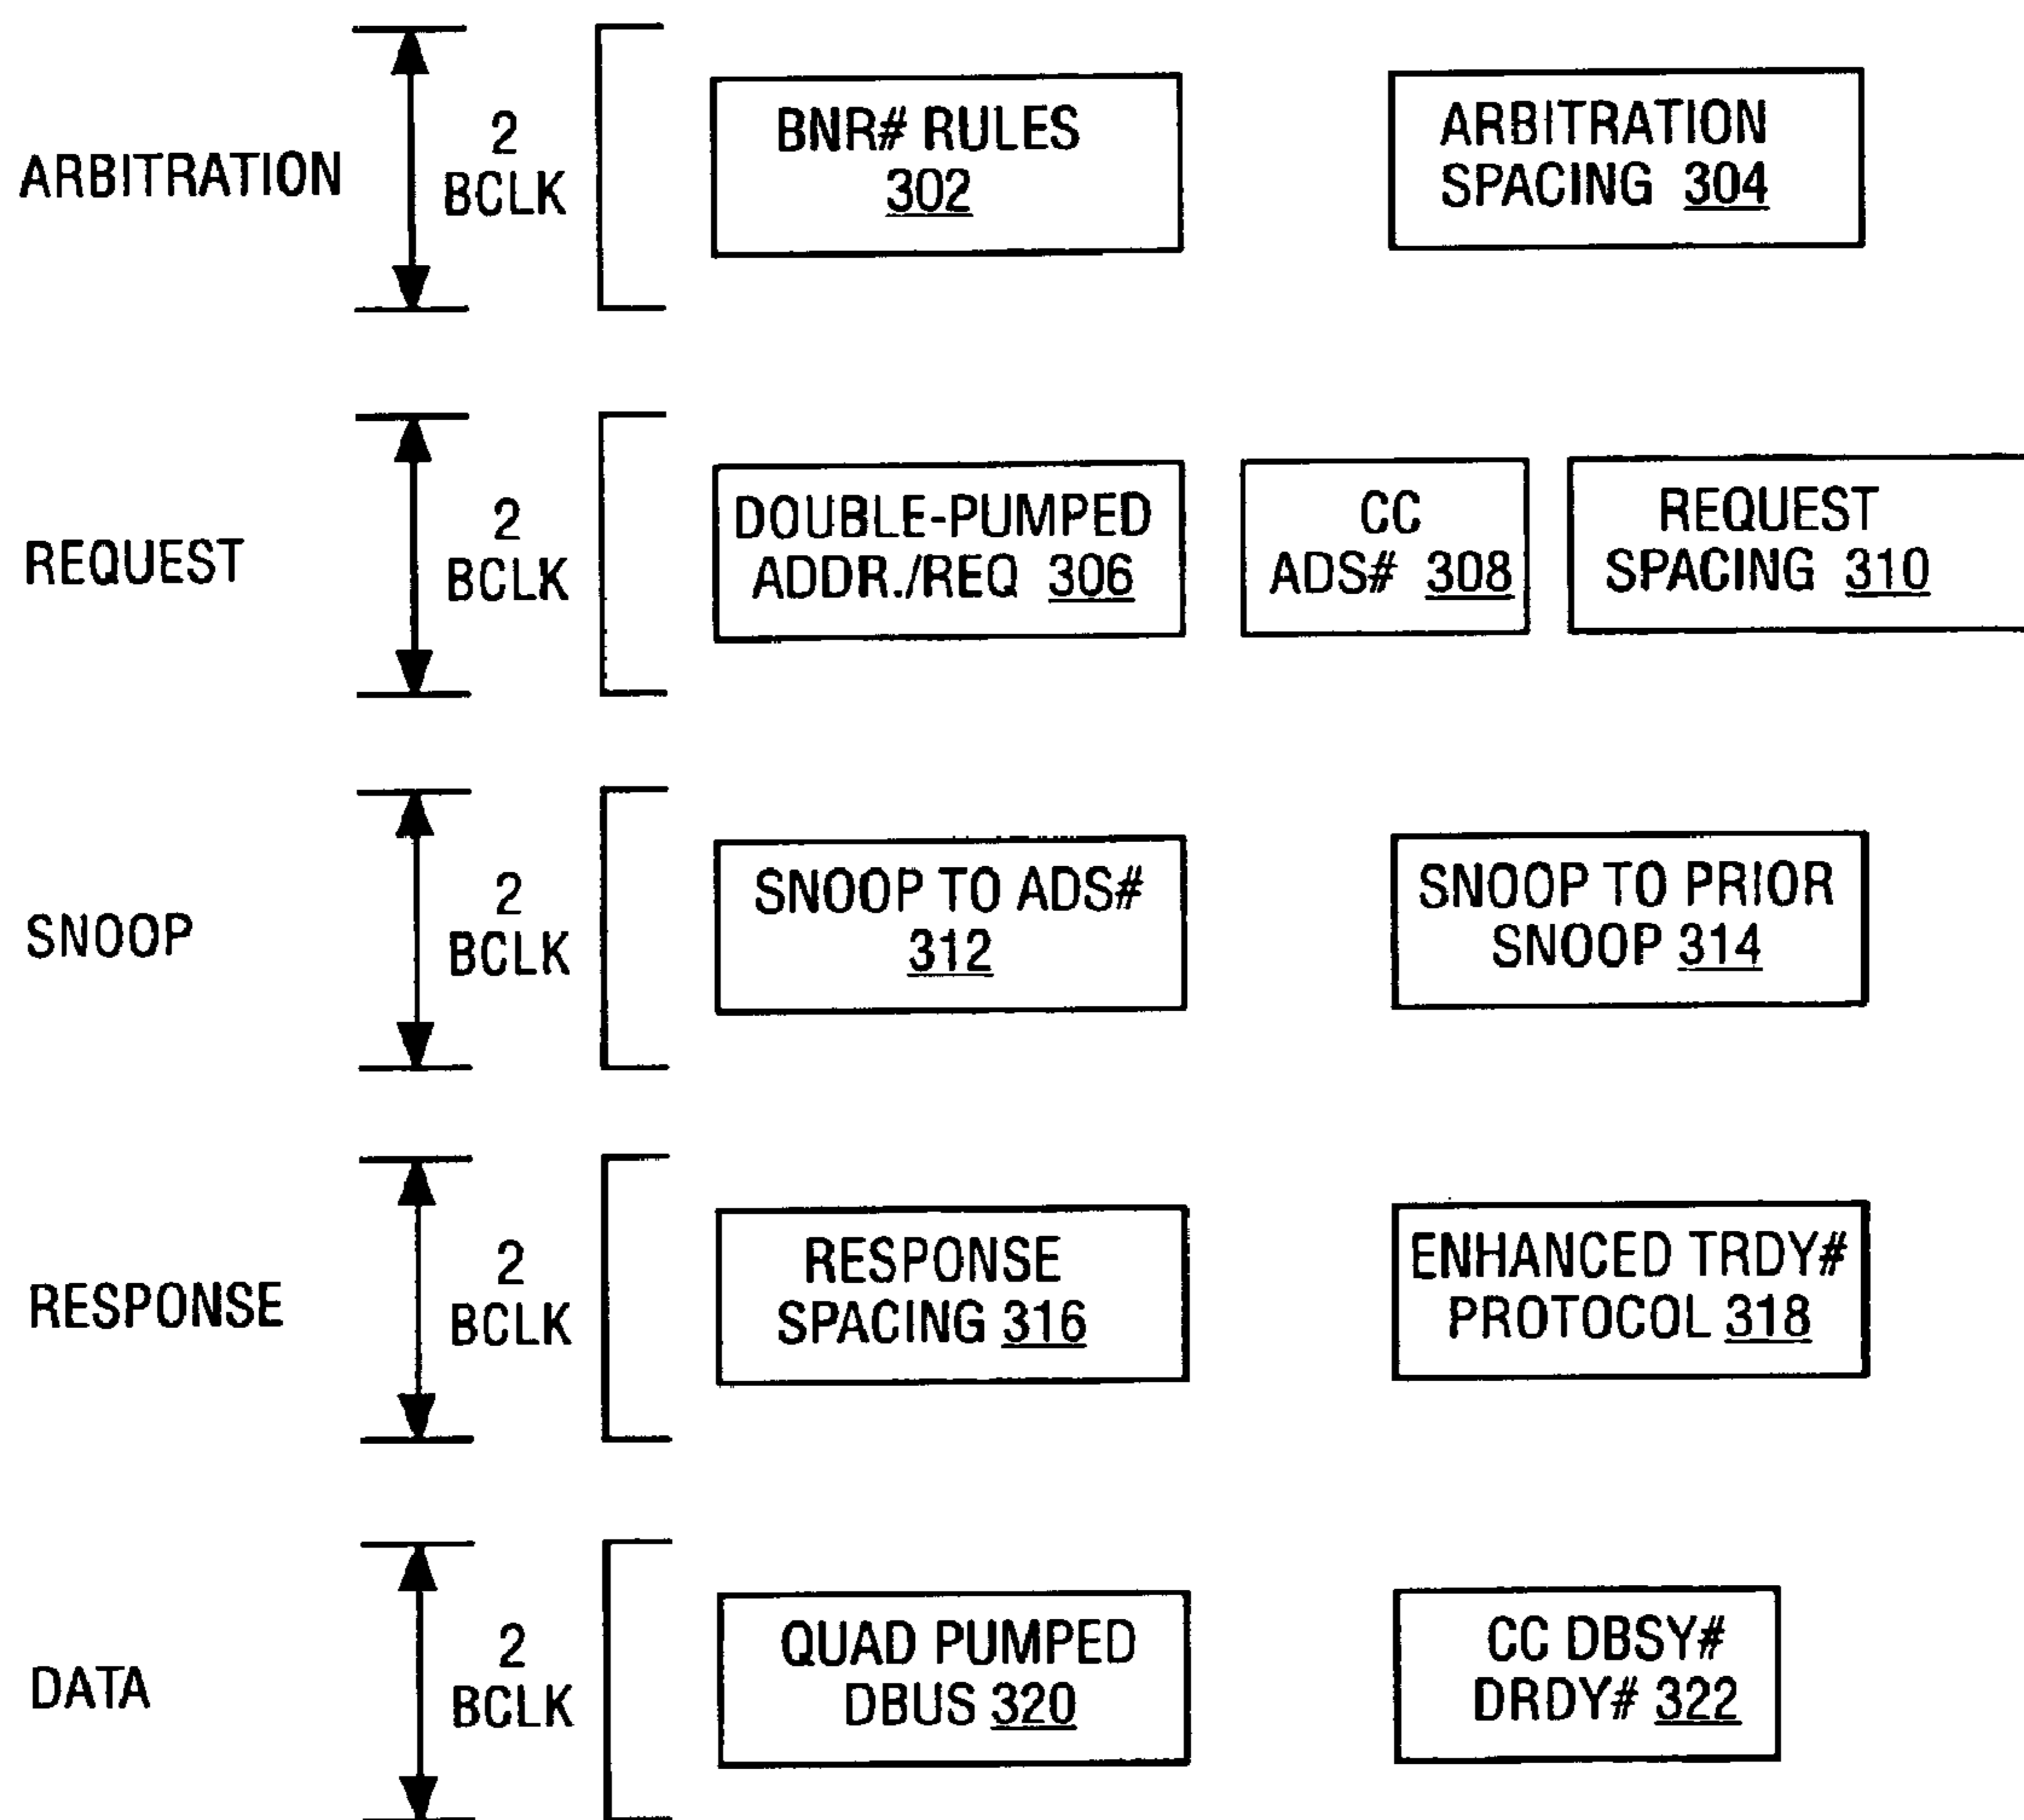 ARBITRATION
2
BCLK
BNR# RULES
302
ARBITRATION
SPACING 304
REQUEST
2
BCLK
DOUBLE-PUMPED
ADDR./REQ 306
CC
ADS# 308
REQUEST
SPACING 310
SNOOP
2
BCLK
SNOOP TO ADS#
312
SNOOP TO PRIOR
SNOOP 314
RESPONSE
2
BCLK
RESPONSE
SPACING 316
ENHANCED TRDY#
PROTOCOL 318
DATA
2
BCLK
QUAD PUMPED
DBUS 320
CC DBSY#
DRDY# 322